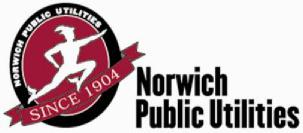 NORWICH PUBLIC UTILITIES
SINCE 1904
Norwich
Public Utilities